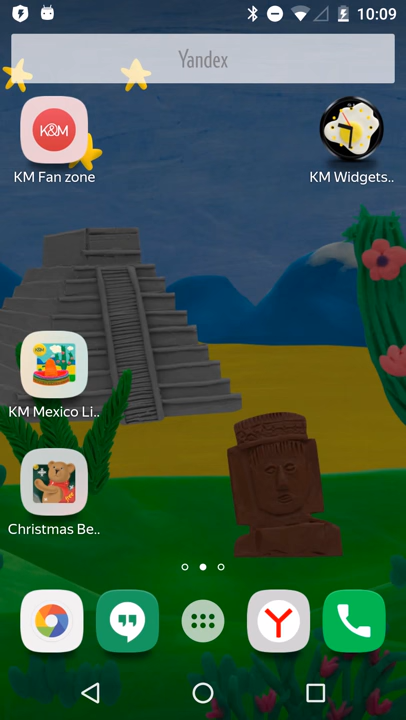 10:09
Yandex
K&M
KM Fan zone
KM Widgets..
KM Mexico Li..
Christmas Be..